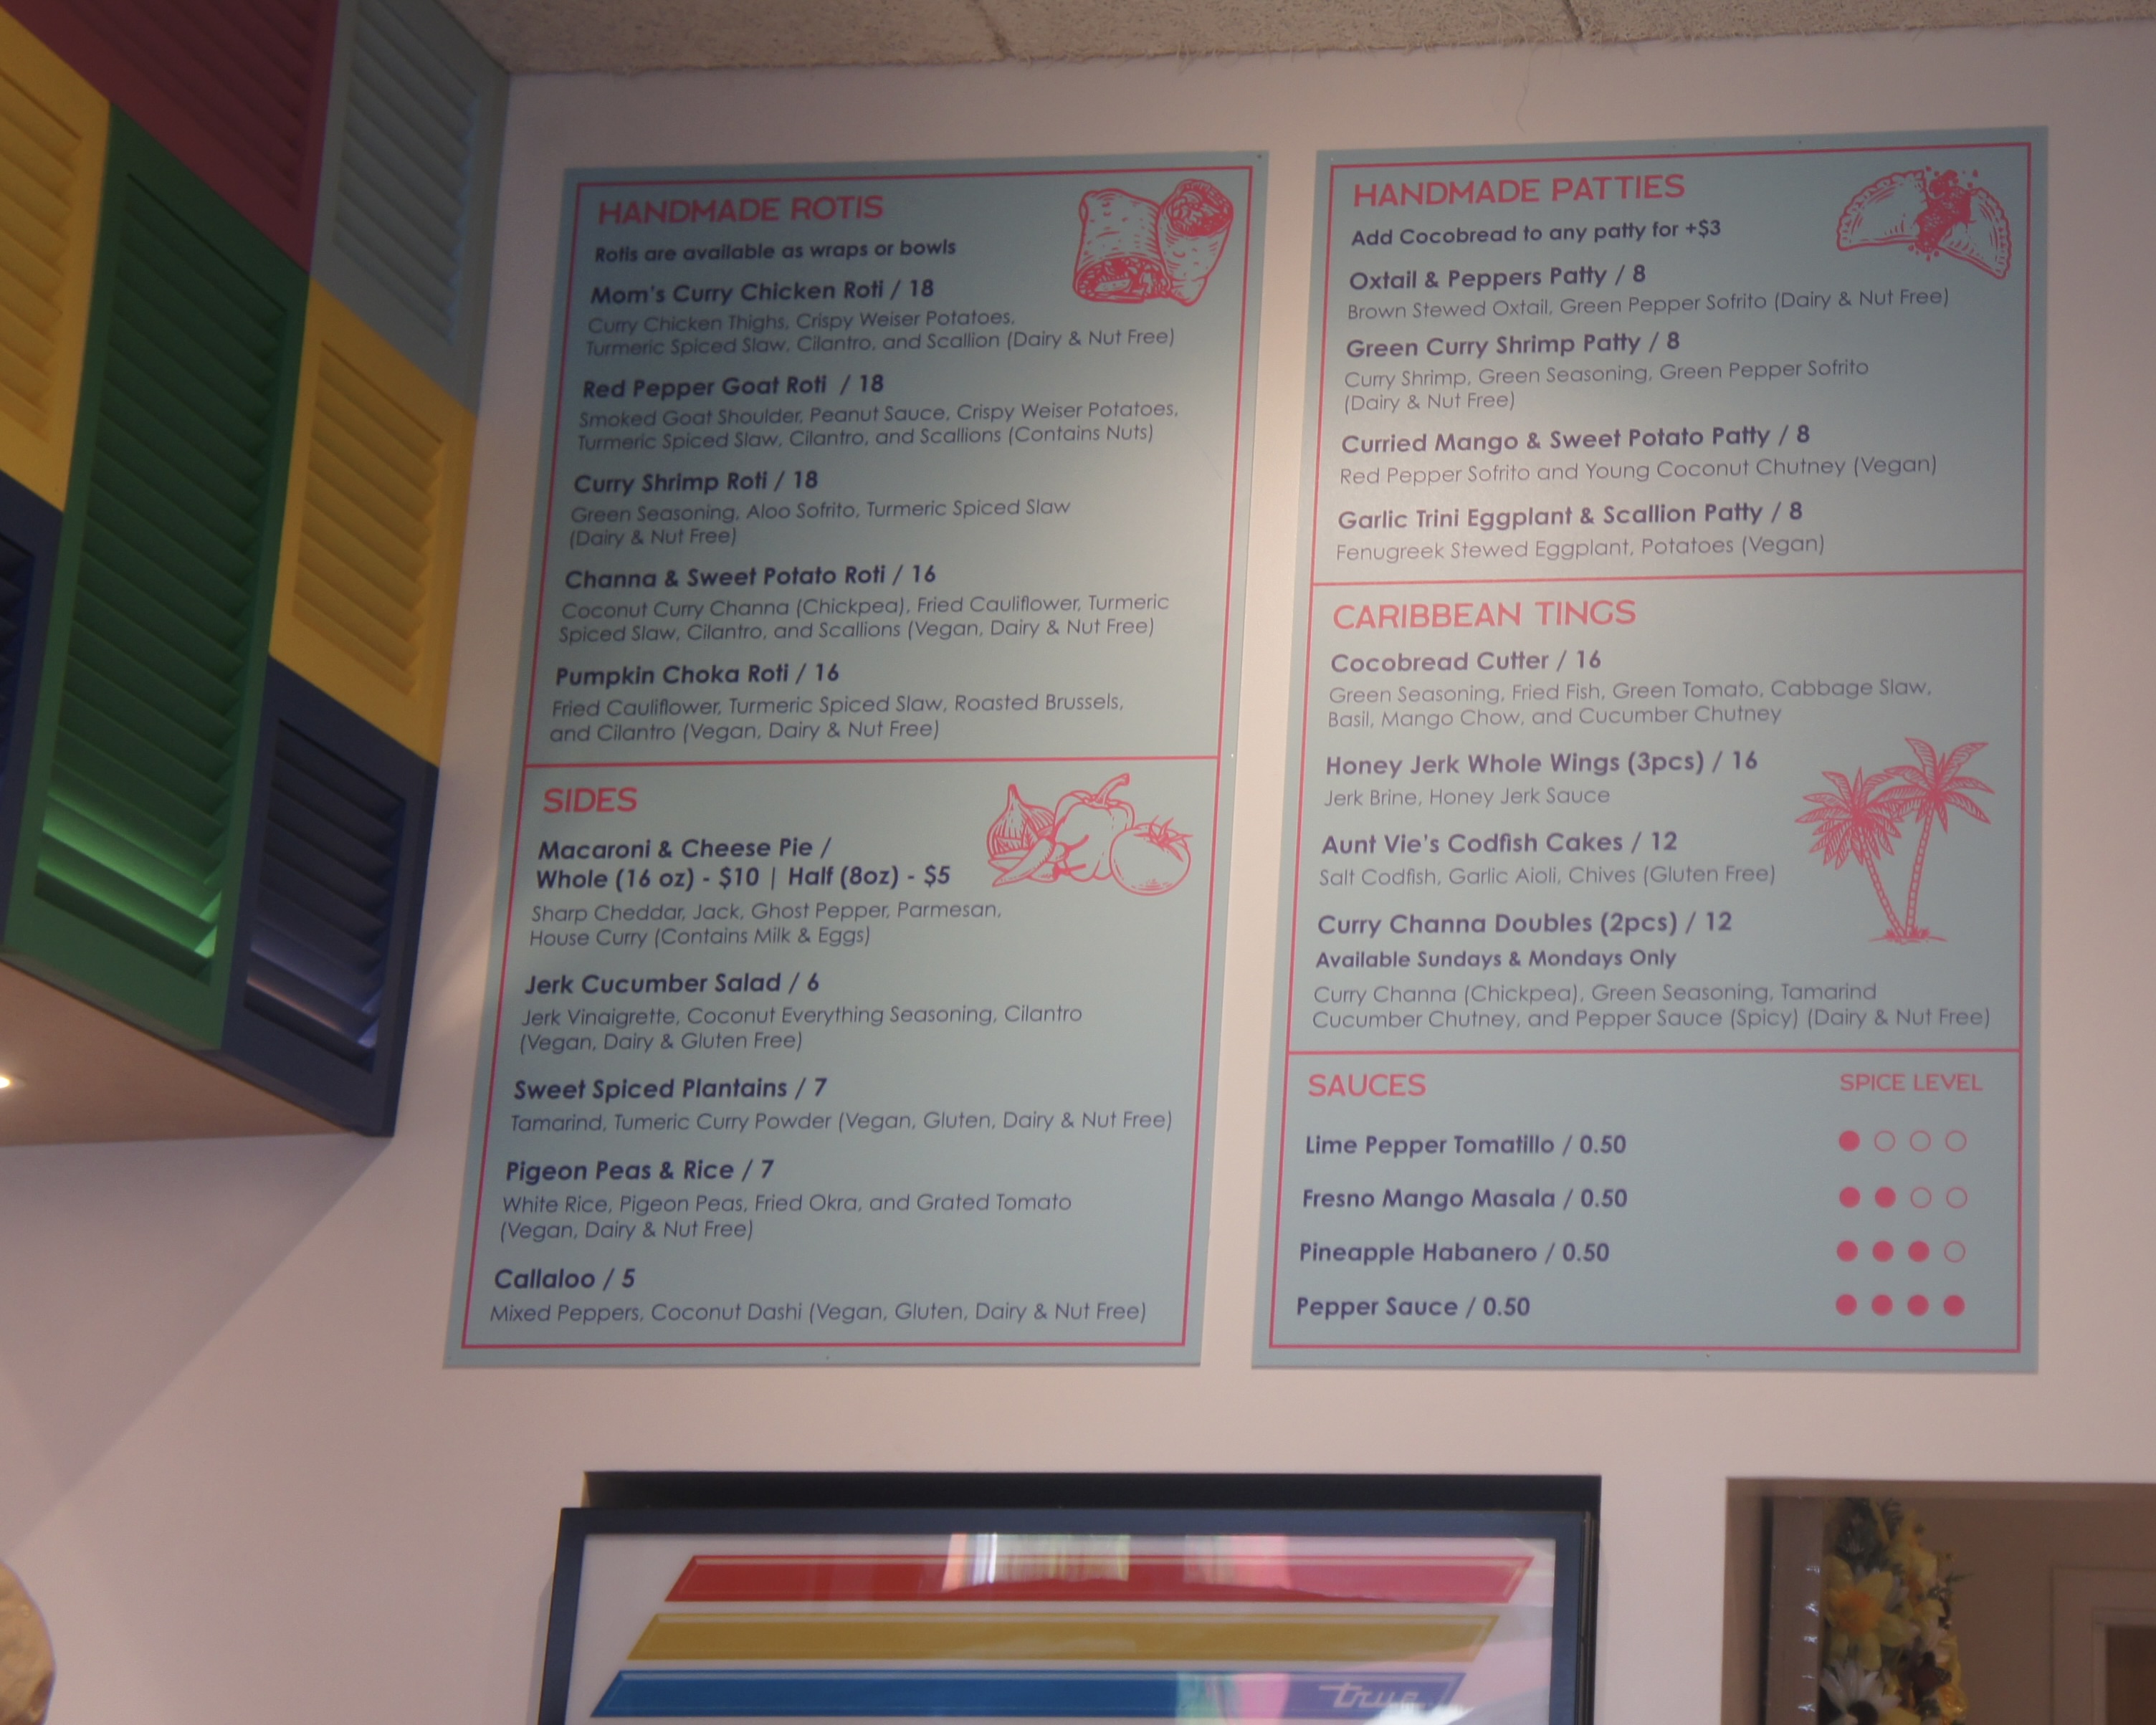 HANDMADE ROTIS
Rotis are available as wraps or bowls
Mom's Curry Chicken Roti / 18
Curry Chicken Thighs, Crispy Weiser Potatoes,
Turmeric Spiced Slaw, Cilantro, and Scallion (Dairy & Nut Free)
Red Pepper Goat Roti / 18
Smoked Goat Shoulder, Peanut Sauce, Crispy Weiser Potatoes,
Turmeric Spiced Slaw, Cilantro, and Scallions (Contains Nuts)
Curry Shrimp Roti / 18
Green Seasoning, Aloo Sofrito, Turmeric Spiced Slaw
(Dairy & Nut Free)
Channa & Sweet Potato Roti / 16
Coconut Curry Channa (Chickpea), Fried Cauliflower, Turmeric
Spiced Slaw, Cilantro, and Scallions (Vegan, Dairy & Nut Free)
Pumpkin Choka Roti / 16
Fried Cauliflower, Turmeric Spiced Slaw, Roasted Brussels,
and Cilantro (Vegan, Dairy & Nut Free)
SIDES
Macaroni & Cheese Pie /
Whole (16 oz) - $10 | Half (8oz) - $5
Sharp Cheddar, Jack, Ghost Pepper, Parmesan,
House Curry (Contains Milk & Eggs)
Jerk Cucumber Salad / 6
Jerk Vinaigrette, Coconut Everything Seasoning, Cilantro
(Vegan, Dairy & Gluten Free)
Sweet Spiced Plantains / 7
Tamarind, Tumeric Curry Powder (Vegan, Gluten, Dairy & Nut Free)
Pigeon Peas & Rice / 7
White Rice, Pigeon Peas, Fried Okra, and Grated Tomato
(Vegan, Dairy & Nut Free)
Callaloo / 5
Mixed Peppers, Coconut Dashi (Vegan, Gluten, Dairy & Nut Free)
HANDMADE PATTIES
Add Cocobread to any patty for +$3
Oxtail & Peppers Patty / 8
Brown Stewed Oxtail, Green Pepper Sofrito (Dairy & Nut Free)
Green Curry Shrimp Patty / 8
Curry Shrimp, Green Seasoning, Green Pepper Sofrito
(Dairy & Nut Free)
Curried Mango & Sweet Potato Patty / 8
Red Pepper Sofrito and Young Coconut Chutney (Vegan)
Garlic Trini Eggplant & Scallion Patty / 8
Fenugreek Stewed Eggplant, Potatoes (Vegan)
CARIBBEAN TINGS
Cocobread Cutter / 16
Green Seasoning, Fried Fish, Green Tomato, Cabbage Slaw,
Basil, Mango Chow, and Cucumber Chutney
Honey Jerk Whole Wings (3pcs) / 16
Jerk Brine, Honey Jerk Sauce
Aunt Vie's Codfish Cakes / 12
Salt Codfish, Garlic Aioli, Chives (Gluten Free)
Curry Channa Doubles (2pcs) / 12
Available Sundays & Mondays Only
Curry Channa (Chickpea), Green Seasoning, Tamarind
Cucumber Chutney, and Pepper Sauce (Spicy) (Dairy & Nut Free)
SAUCES SPICE LEVEL
Lime Pepper Tomatillo / 0.50
Fresno Mango Masala / 0.50
Pineapple Habanero / 0.50
Pepper Sauce / 0.50
true